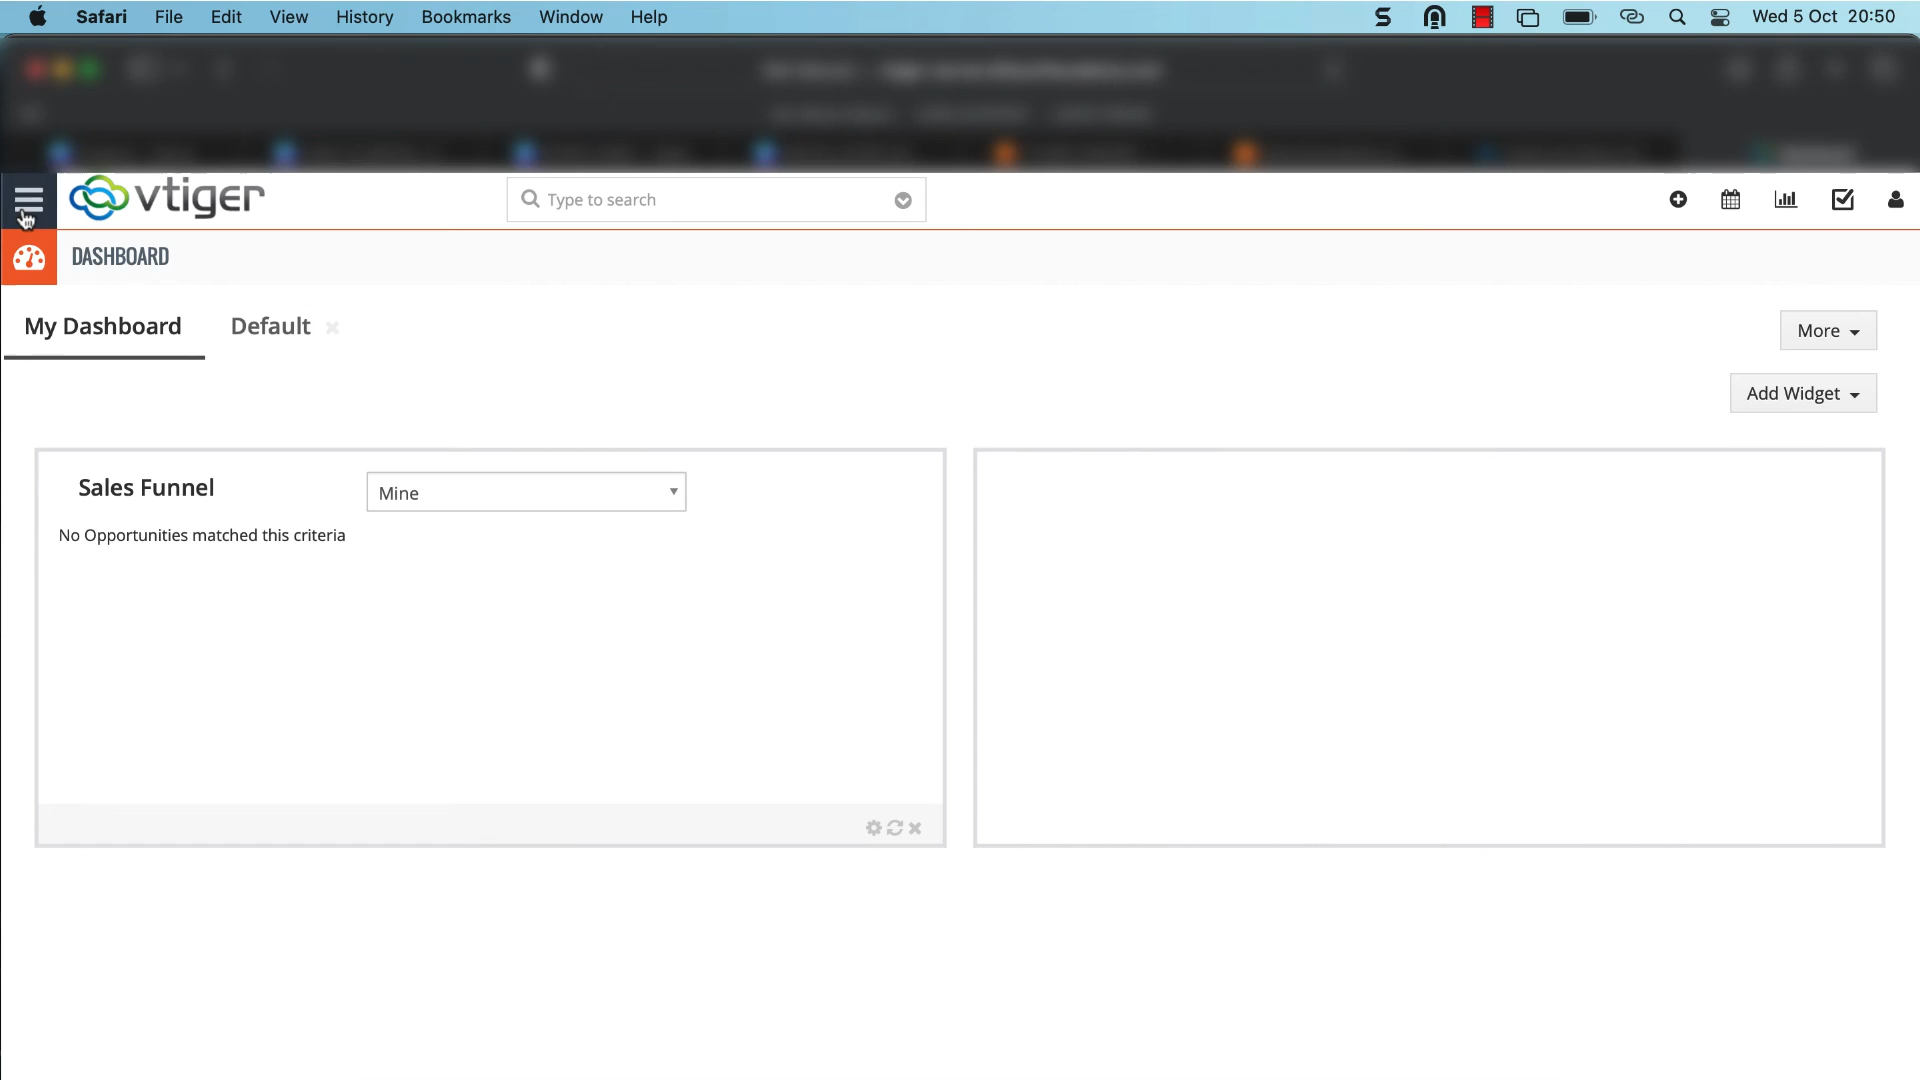 Safari File Edit View History Bookmarks Window Help Wed 5 Oct 20:50
vtiger Type to search
DASHBOARD
My Dashboard Default More
Add Widget
Sales Funnel Mine
No Opportunities matched this criteria